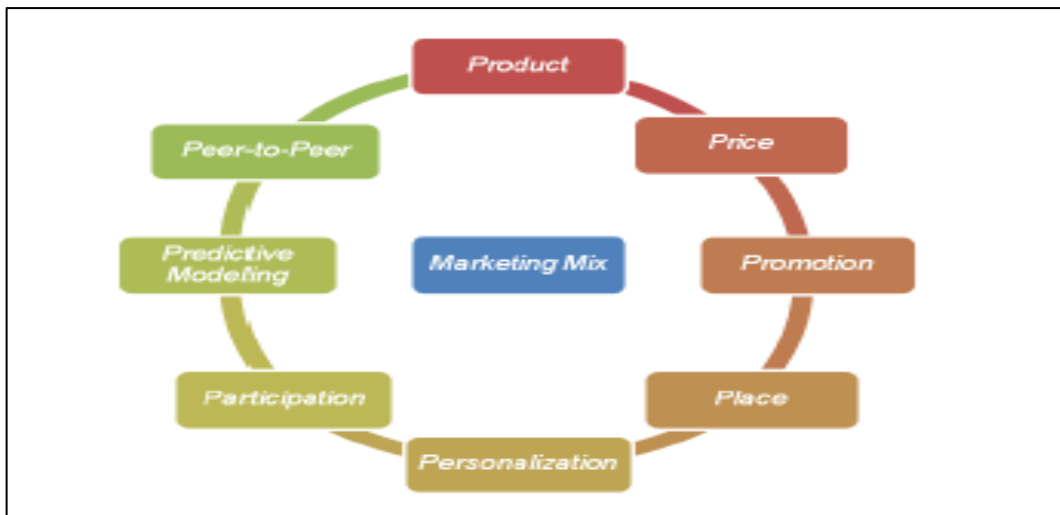 Product
Price
Promotion
Place
Personalization
Participation
Predictive
Modeling
Peer-to-Peer
Marketing Mix